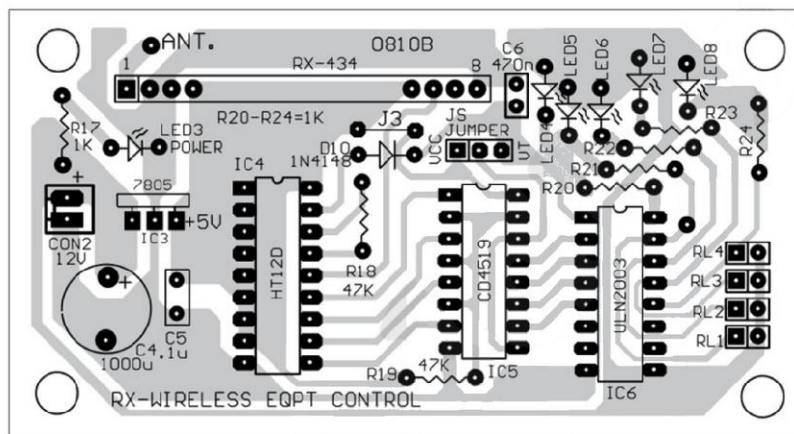 ANT.
O810B
1
RX-434
8
C6
470n
LED5
LED6
LED7
LED8
R17
1K
LED3
POWER
R20-R24=1K
J3
JS
JUMPER
VCC
VT
LED4
R23
R22
R21
R20
R24
D10
1N4148
IC4
+
7805
+5V
IC3
CON2
12V
HT12D
R18
47K
CD4519
ULN2003
RL4
RL3
RL2
RL1
+
C5
C4.1u
1000u
R19
47K
IC5
IC6
RX-WIRELESS EQPT CONTROL